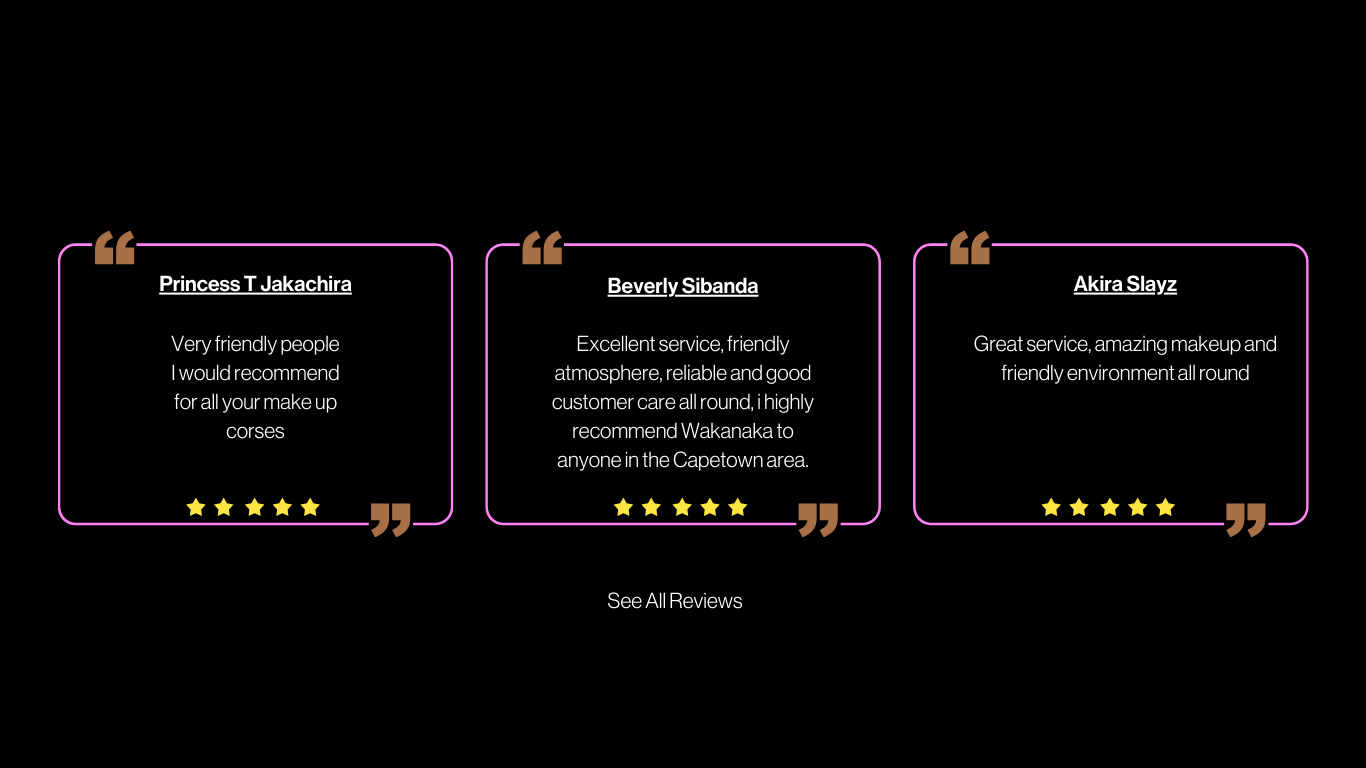 Princess T Jakachira
Very friendly people
I would recommend
for all your make up
corses
Beverly Sibanda
Excellent service, friendly
atmosphere, reliable and good
customer care all round, i highly
recommend Wakanaka to
anyone in the Capetown area.
Akira Slayz
Great service, amazing makeup and
friendly environment all round
See All Reviews